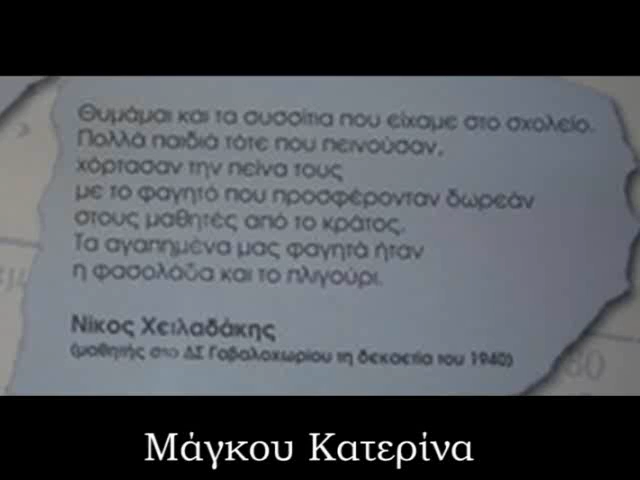 Θυμάμαι και τα συσσίτια που είχαμε στο σχολείο.
Πολλά παιδιά τότε που πεινούσαν,
χόρτασαν την πείνα τους
με το φαγητό που προσφέρονταν δωρεάν
στους μαθητές από το κράτος.
Τα αγαπημένα μας φαγητά ήταν
η φασολάδα και το πλιγούρι.
Νίκος Χειλαδάκης
(μαθητής στο ΔΣ Γαβαλοχωρίου τη δεκαετία του 1940)
Μάγκου Κατερίνα